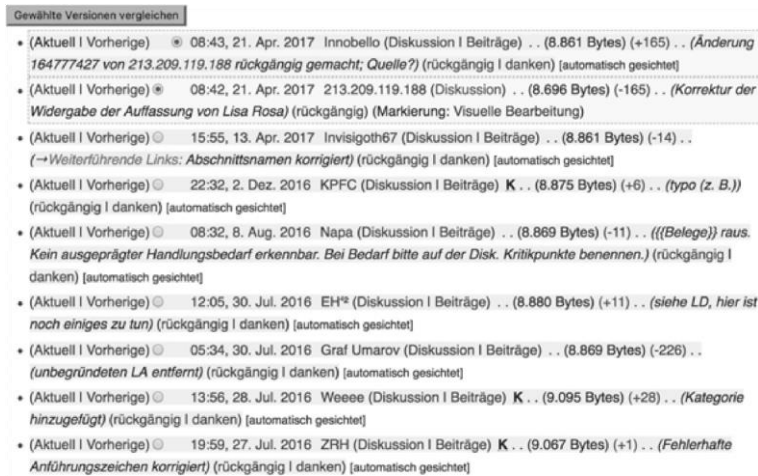 Gewählte Versionen vergleichen
• (Aktuell | Vorherige) 08:43, 21. Apr. 2017 Innobello (Diskussion | Beiträge) . . (8.861 Bytes) (+165) . . (Änderung
164777427 von 213.209.119.188 rückgängig gemacht; Quelle?) (rückgängig | danken) [automatisch gesichtet]
• (Aktuell | Vorherige) 08:42, 21. Apr. 2017 213.209.119.188 (Diskussion) . . (8.696 Bytes) (-165) . . (Korrektur der
Widergabe der Auffassung von Lisa Rosa) (rückgängig) (Markierung: Visuelle Bearbeitung)
• (Aktuell | Vorherige) 15:55, 13. Apr. 2017 Invisigoth67 (Diskussion | Beiträge) . . (8.861 Bytes) (-14) . .
(→Weiterführende Links: Abschnittsnamen korrigiert) (rückgängig | danken) [automatisch gesichtet]
• (Aktuell | Vorherige) 22:32, 2. Dez. 2016 KPFC (Diskussion | Beiträge) K . . (8.875 Bytes) (+6) . . (typo (z. B.))
(rückgängig | danken) [automatisch gesichtet]
• (Aktuell | Vorherige) 08:32, 8. Aug. 2016 Napa (Diskussion | Beiträge) . . (8.869 Bytes) (-11) . . ({{Belege}} raus.
Kein ausgeprägter Handlungsbedarf erkennbar. Bei Bedarf bitte auf der Disk. Kritikpunkte benennen.) (rückgängig |
danken) [automatisch gesichtet]
• (Aktuell | Vorherige) 12:05, 30. Jul. 2016 EH⁴² (Diskussion | Beiträge) . . (8.880 Bytes) (+11) . . (siehe LD, hier ist
noch einiges zu tun) (rückgängig | danken) [automatisch gesichtet]
• (Aktuell | Vorherige) 05:34, 30. Jul. 2016 Graf Umarov (Diskussion | Beiträge) . . (8.869 Bytes) (-226) . .
(unbegründeten LA entfernt) (rückgängig | danken) [automatisch gesichtet]
• (Aktuell | Vorherige) 13:56, 28. Jul. 2016 Weeee (Diskussion | Beiträge) K . . (9.095 Bytes) (+28) . . (Kategorie
hinzugefügt) (rückgängig | danken) [automatisch gesichtet]
• (Aktuell | Vorherige) 19:59, 27. Jul. 2016 ZRH (Diskussion | Beiträge) K . . (9.067 Bytes) (+1) . . (Fehlerhafte
Anführungszeichen korrigiert) (rückgängig | danken) [automatisch gesichtet]